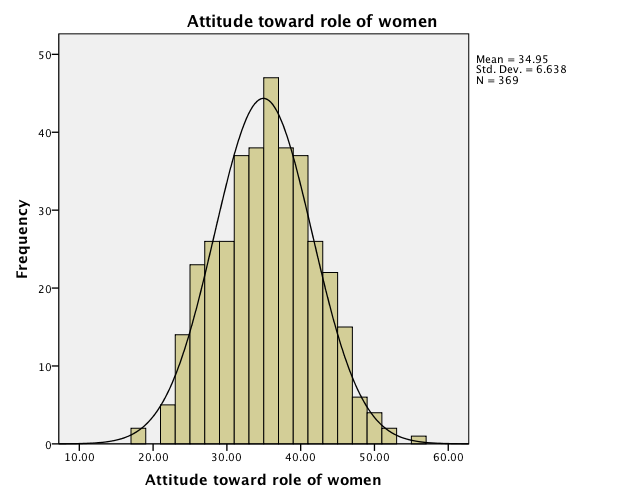 Attitude toward role of women
Mean = 34.95
Std. Dev. = 6.638
N = 369
50
40
30
20
10
0
Frequency
10.00 20.00 30.00 40.00 50.00 60.00
Attitude toward role of women